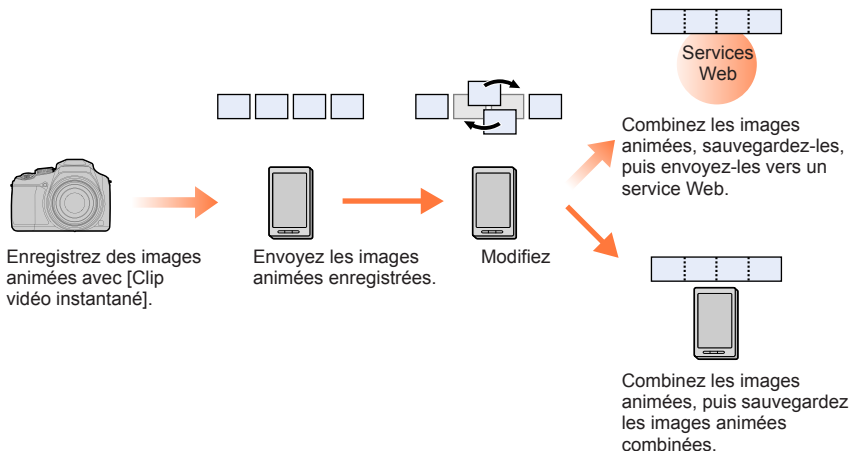 Services
Web
Combinez les images
animées, sauvegardez-les,
puis envoyez-les vers un
service Web.
Enregistrez des images
animées avec [Clip
vidéo instantané].
Envoyez les images
animées enregistrées.
Modifiez
Combinez les images
animées, puis sauvegardez
les images animées
combinées.